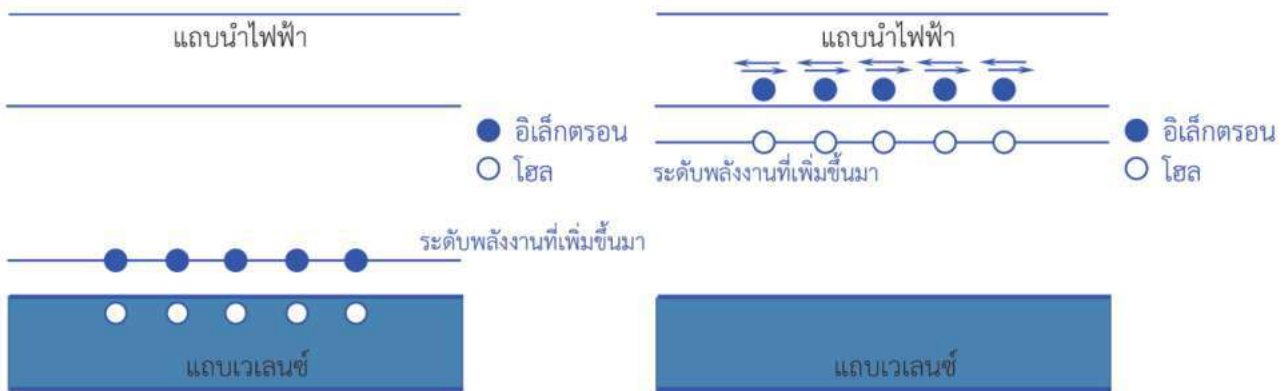 แถบนำไฟฟ้า
อิเล็กตรอน
โฮล
ระดับพลังงานที่เพิ่มขึ้นมา
แถบเวเลนซ์
แถบนำไฟฟ้า
อิเล็กตรอน
โฮล
ระดับพลังงานที่เพิ่มขึ้นมา
แถบเวเลนซ์